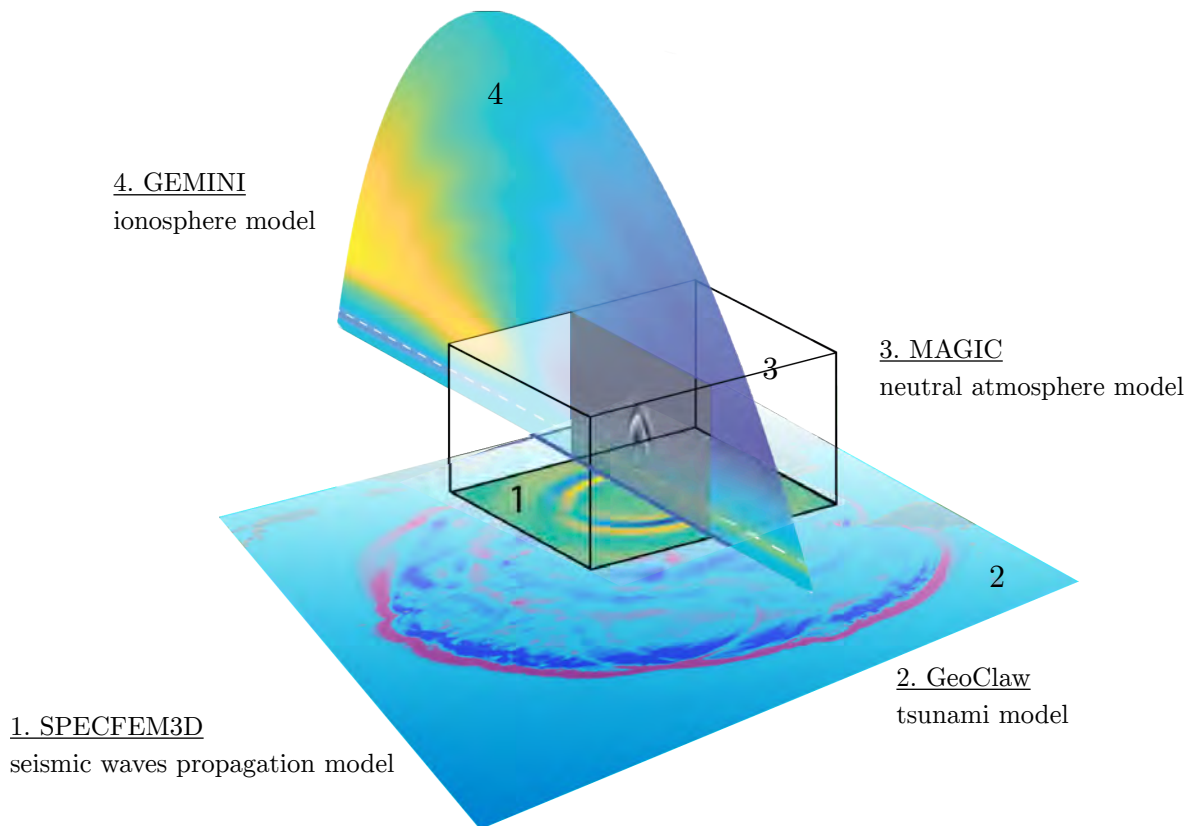 4
4. GEMINI
ionosphere model
3
3. MAGIC
neutral atmosphere model
1
2
2. GeoClaw
tsunami model
1. SPECFEM3D
seismic waves propagation model